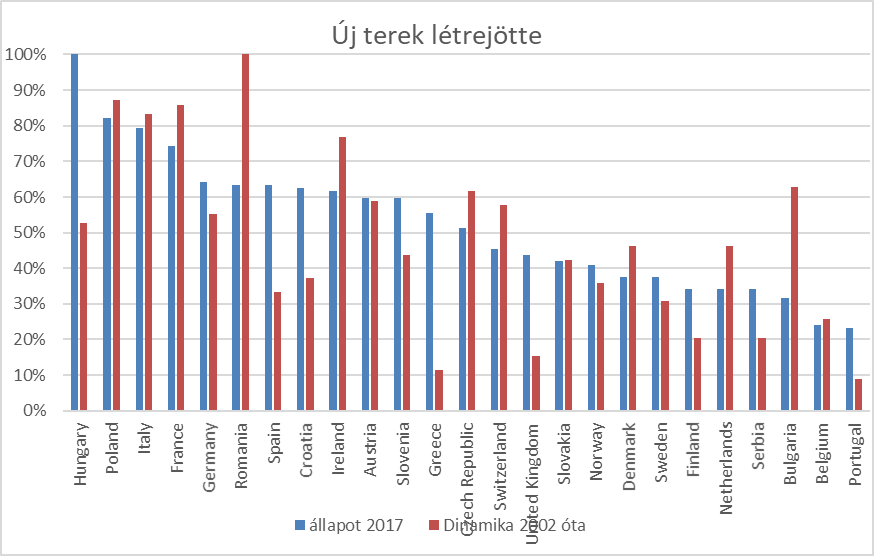 Új terek létrejötte
100%
90%
80%
70%
60%
50%
40%
30%
20%
10%
0%
Hungary
Poland
Italy
France
Germany
Romania
Spain
Croatia
Ireland
Austria
Slovenia
Greece
Czech Republic
Switzerland
United Kingdom
Slovakia
Norway
Denmark
Sweden
Finland
Netherlands
Serbia
Bulgaria
Belgium
Portugal
állapot 2017
Dinamika 2002 óta